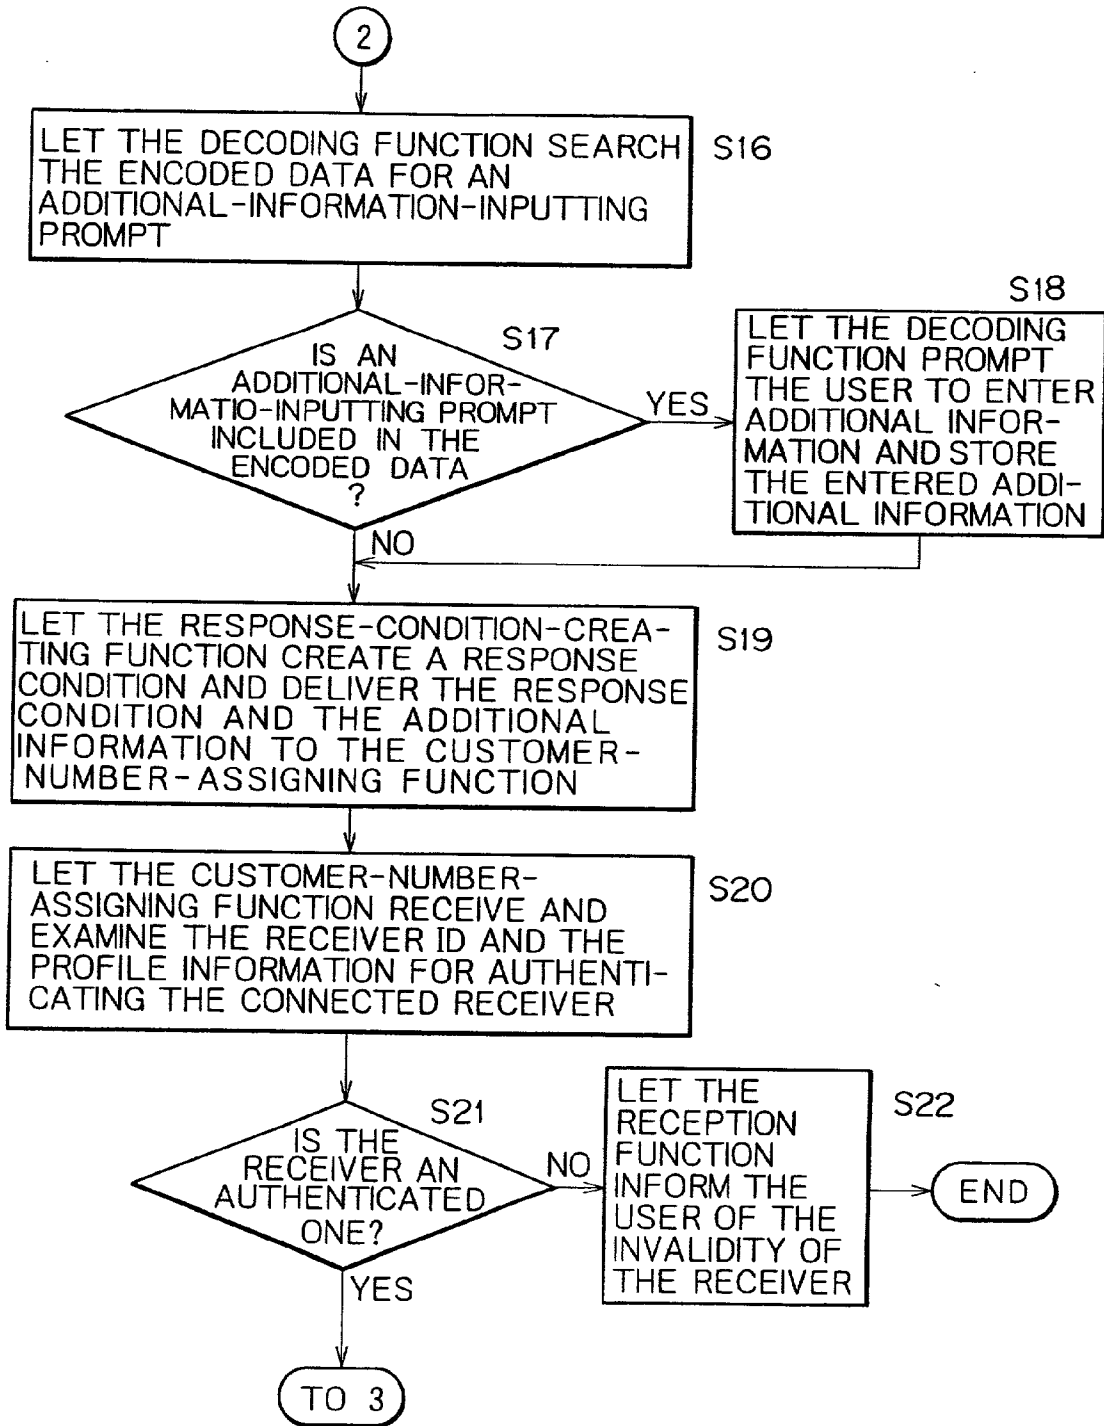 2
LET THE DECODING FUNCTION SEARCH
THE ENCODED DATA FOR AN
ADDITIONAL-INFORMATION-INPUTTING
PROMPT
S16
S17
IS AN
ADDITIONAL-INFOR-
MATIO-INPUTTING PROMPT
INCLUDED IN THE
ENCODED DATA
?
YES
S18
LET THE DECODING
FUNCTION PROMPT
THE USER TO ENTER
ADDITIONAL INFOR-
MATION AND STORE
THE ENTERED ADDI-
TIONAL INFORMATION
NO
LET THE RESPONSE-CONDITION-CREA-
TING FUNCTION CREATE A RESPONSE
CONDITION AND DELIVER THE RESPONSE
CONDITION AND THE ADDITIONAL
INFORMATION TO THE CUSTOMER-
NUMBER-ASSIGNING FUNCTION
S19
LET THE CUSTOMER-NUMBER-
ASSIGNING FUNCTION RECEIVE AND
EXAMINE THE RECEIVER ID AND THE
PROFILE INFORMATION FOR AUTHENTI-
CATING THE CONNECTED RECEIVER
S20
S21
IS THE
RECEIVER AN
AUTHENTICATED
ONE?
NO
LET THE
RECEPTION
FUNCTION
INFORM THE
USER OF THE
INVALIDITY OF
THE RECEIVER
S22
END
YES
TO 3